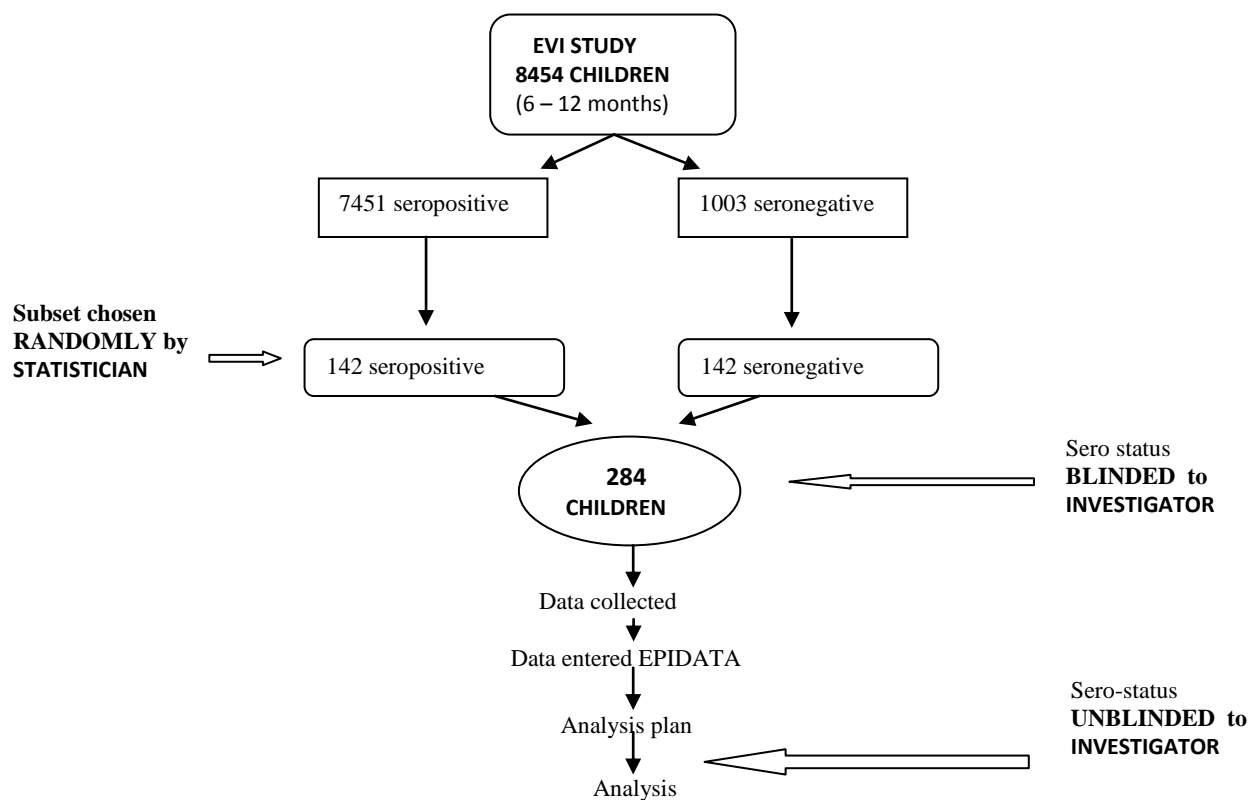 EVI STUDY
8454 CHILDREN
(6 – 12 months)
7451 seropositive
1003 seronegative
Subset chosen
RANDOMLY by
STATISTICIAN
142 seropositive
142 seronegative
284
CHILDREN
Sero status
BLINDED to
INVESTIGATOR
Data collected
Data entered EPIDATA
Analysis plan
Sero-status
UNBLINDED to
INVESTIGATOR
Analysis